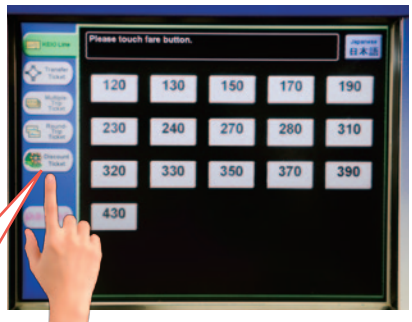 KEIO Line
Please touch fare button.
Japanese
日本語
Transfer
Ticket
Multiple
Trip
Ticket
Round
Trip
Ticket
Discount
Ticket
120 130 150 170 190
230 240 270 280 310
320 330 350 370 390
430